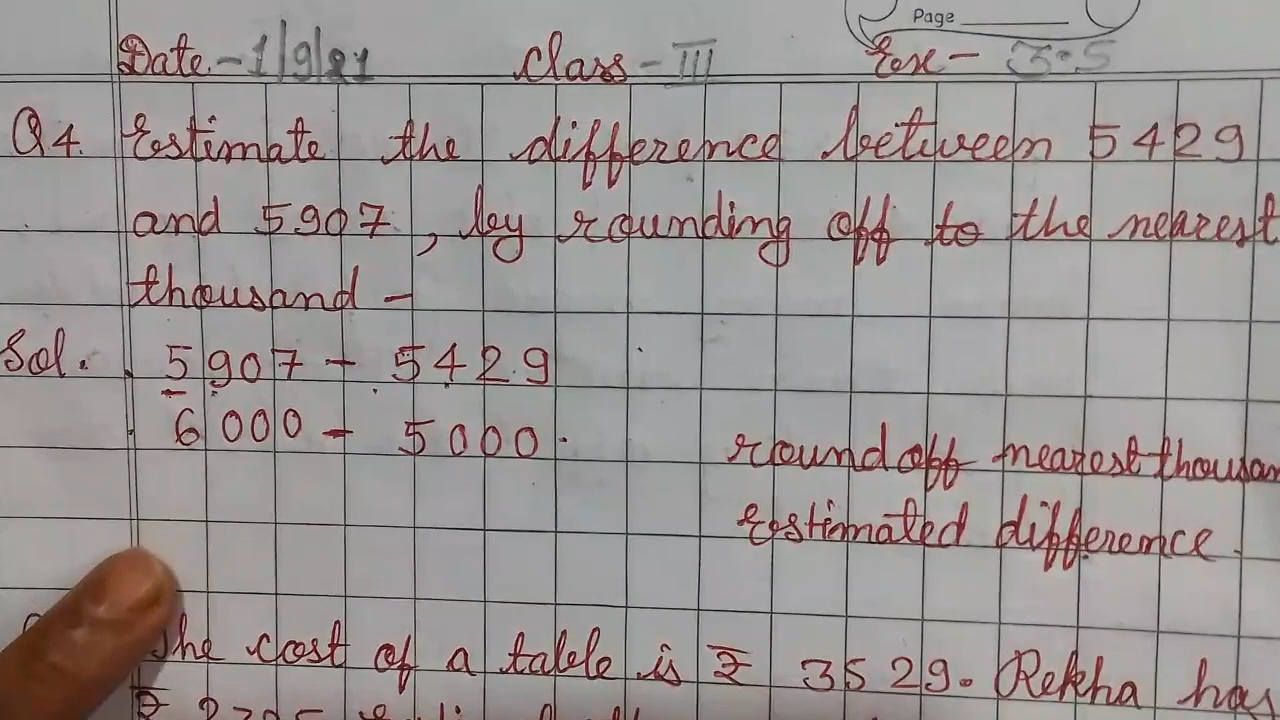 Page
Date - 1/9/21 Class - III Exe - 3.5
Q4. Estimate the difference between 5429
and 5907, by rounding off to the nearest
thousand -
Sol. 5907 - 5429
6000 - 5000.
round off nearest thousan
Estimated difference.
The cost of a table is ₹ 3529. Rekha has
₹